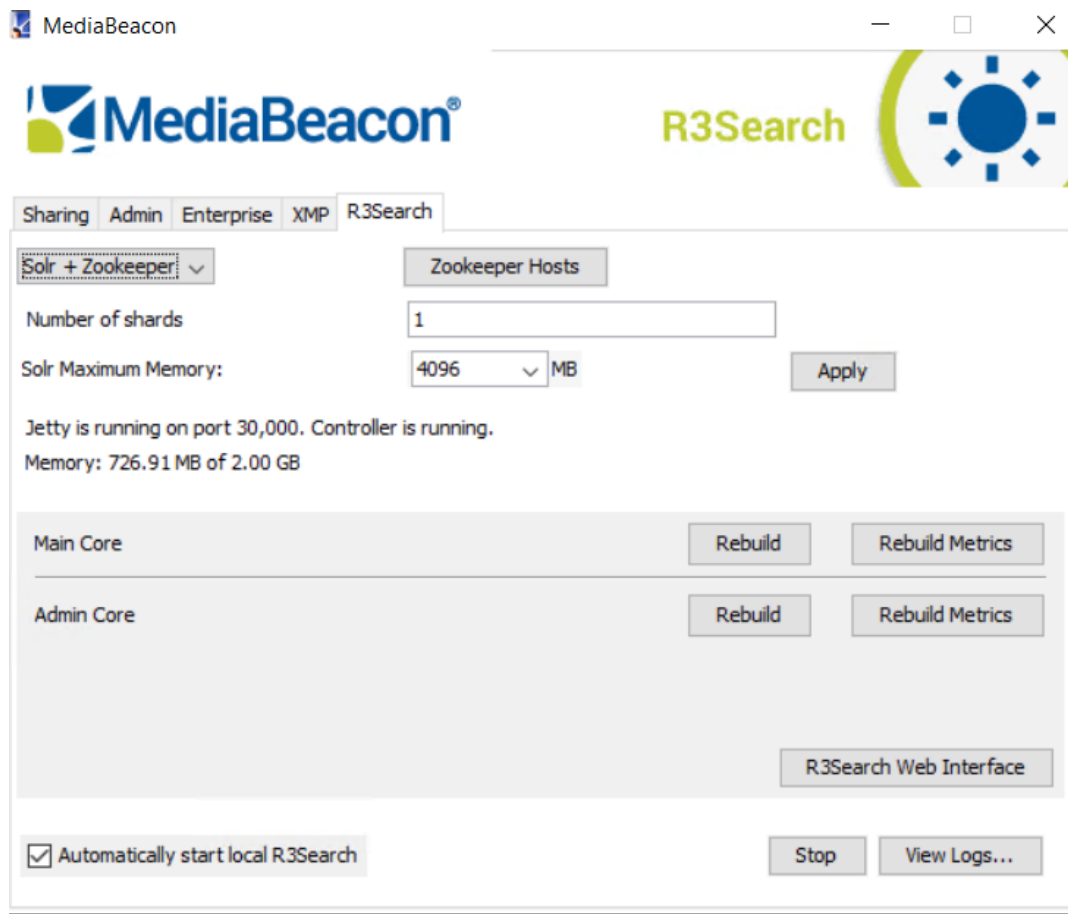 MediaBeacon
MediaBeacon®
R3Search
Sharing Admin Enterprise XMP R3Search
Solr + Zookeeper Zookeeper Hosts
Number of shards 1
Solr Maximum Memory: 4096 MB Apply
Jetty is running on port 30,000. Controller is running.
Memory: 726.91 MB of 2.00 GB
Main Core Rebuild Rebuild Metrics
Admin Core Rebuild Rebuild Metrics
R3Search Web Interface
Automatically start local R3Search Stop View Logs...